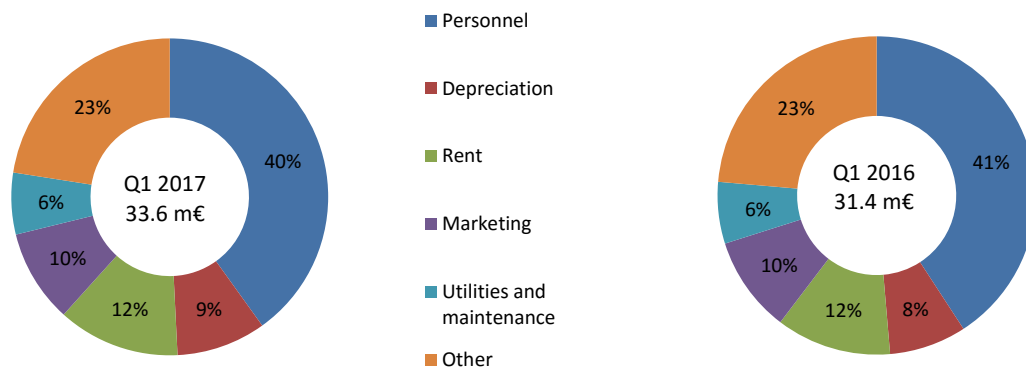 23%
40%
6%
10%
12%
9%
Q1 2017
33.6 m€
Personnel
Depreciation
Rent
Marketing
Utilities and
maintenance
Other
23%
41%
6%
10%
12%
8%
Q1 2016
31.4 m€